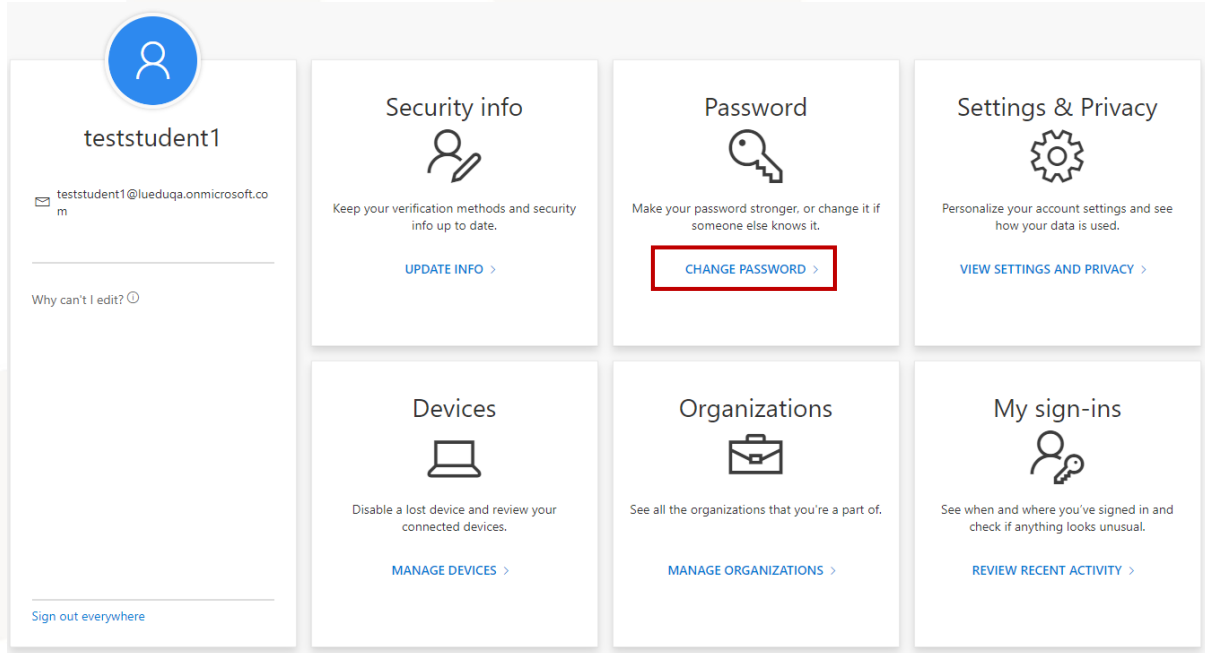 teststudent1
teststudent1@lueduqa.onmicrosoft.co
m
Why can't I edit?
Sign out everywhere
Security info
Keep your verification methods and security
info up to date.
UPDATE INFO >
Password
Make your password stronger, or change it if
someone else knows it.
CHANGE PASSWORD >
Settings & Privacy
Personalize your account settings and see
how your data is used.
VIEW SETTINGS AND PRIVACY >
Devices
Disable a lost device and review your
connected devices.
MANAGE DEVICES >
Organizations
See all the organizations that you're a part of.
MANAGE ORGANIZATIONS >
My sign-ins
See when and where you've signed in and
check if anything looks unusual.
REVIEW RECENT ACTIVITY >